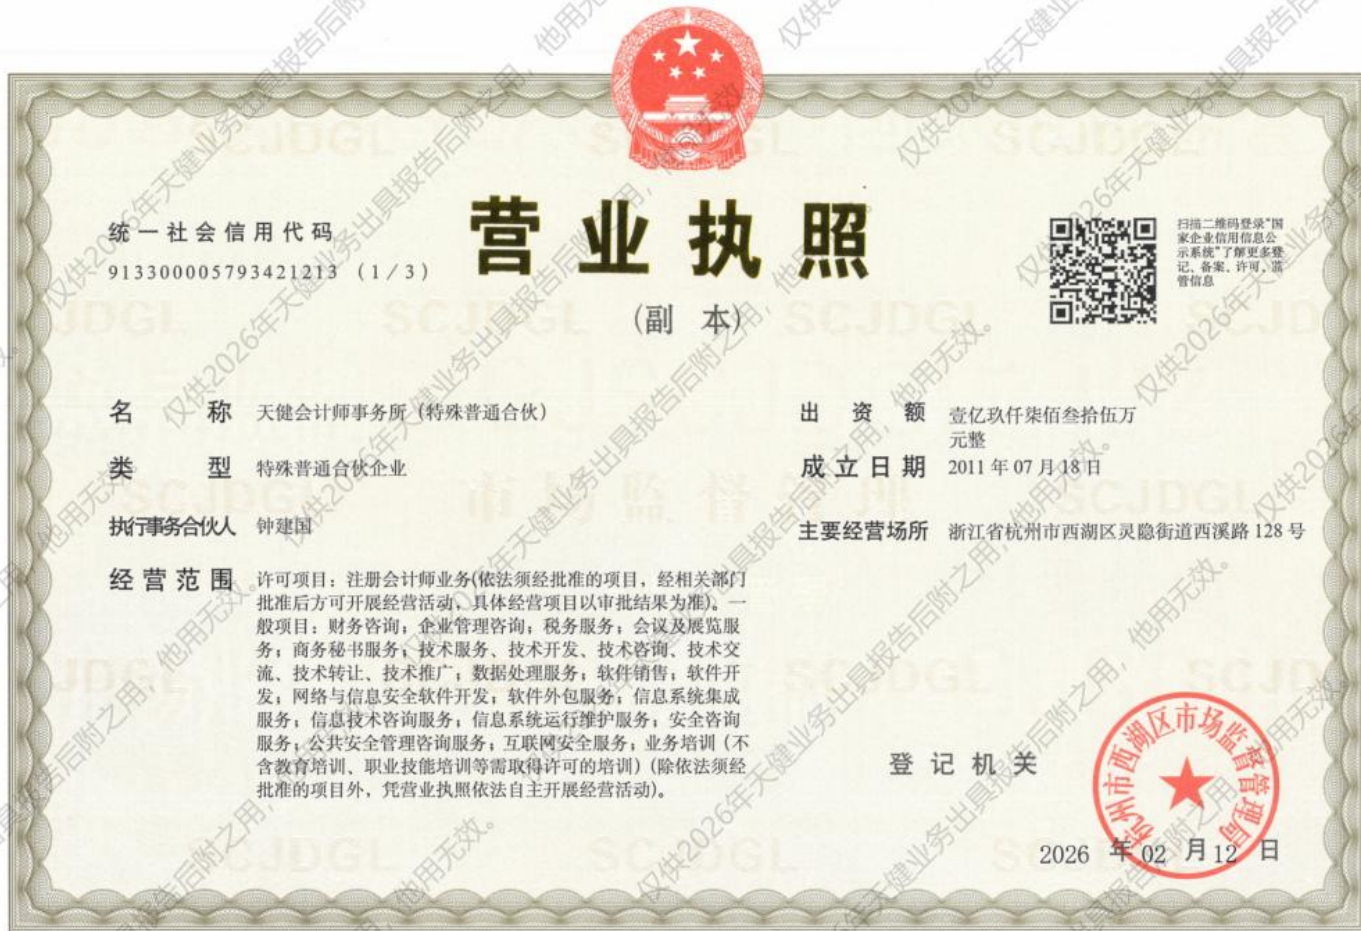 营业执照
(副 本)
统一社会信用代码
913300005793421213 (1/3)
扫描二维码登录“国
家企业信用信息公
示系统”了解更多登
记、备案、许可、监
管信息
名 称 天健会计师事务所（特殊普通合伙）
类 型 特殊普通合伙企业
执行事务合伙人 钟建国
经营范围 许可项目：注册会计师业务(依法须经批准的项目，经相关部门
批准后方可开展经营活动，具体经营项目以审批结果为准)。一
般项目：财务咨询；企业管理咨询；税务服务；会议及展览服
务；商务秘书服务；技术服务、技术开发、技术咨询、技术交
流、技术转让、技术推广；数据处理服务；软件销售；软件开
发；网络与信息安全软件开发；软件外包服务；信息系统集成
服务；信息技术咨询服务；信息系统运行维护服务；安全咨询
服务；公共安全管理咨询服务；互联网安全服务；业务培训（不
含教育培训、职业技能培训等需取得许可的培训）(除依法须经
批准的项目外，凭营业执照依法自主开展经营活动)。
出 资 额 壹亿玖仟柒佰叁拾伍万
元整
成立日期 2011 年 07 月 18 日
主要经营场所 浙江省杭州市西湖区灵隐街道西溪路 128 号
登记机关
杭州市西湖区市场监督管理局
2026 年 02 月 12 日
仅供2026年天健业务出具报告后附之用，他用无效。
SCJDGL
市场监督管理